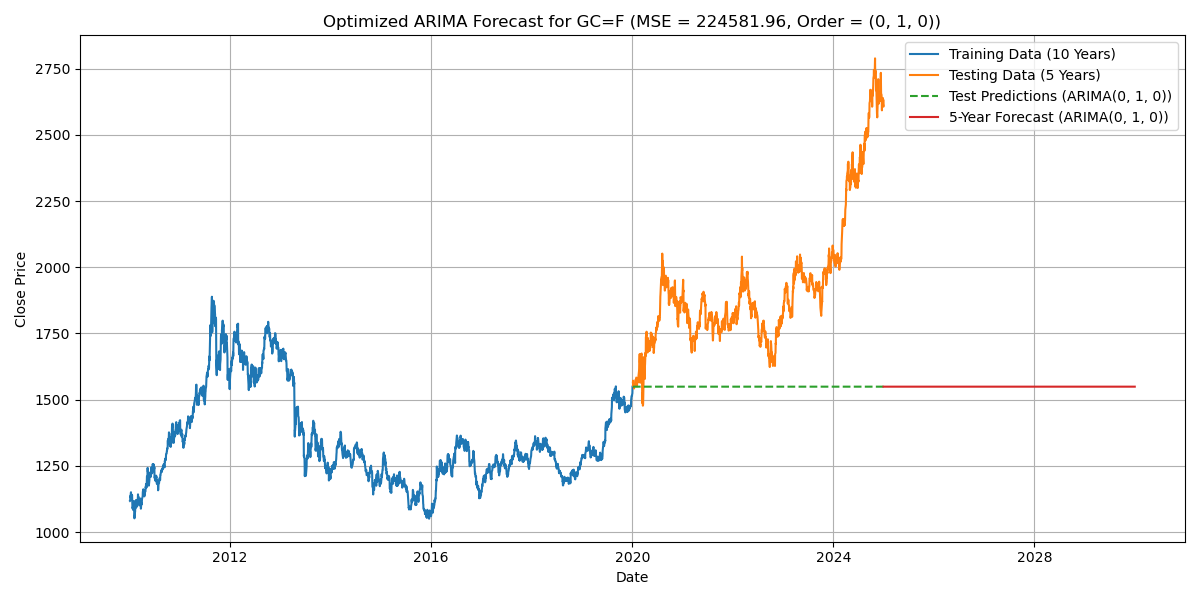 Optimized ARIMA Forecast for GC=F (MSE = 224581.96, Order = (0, 1, 0))
Training Data (10 Years)
Testing Data (5 Years)
Test Predictions (ARIMA(0, 1, 0))
5-Year Forecast (ARIMA(0, 1, 0))
Close Price
2750
2500
2250
2000
1750
1500
1250
1000
2012 2016 2020 2024 2028
Date